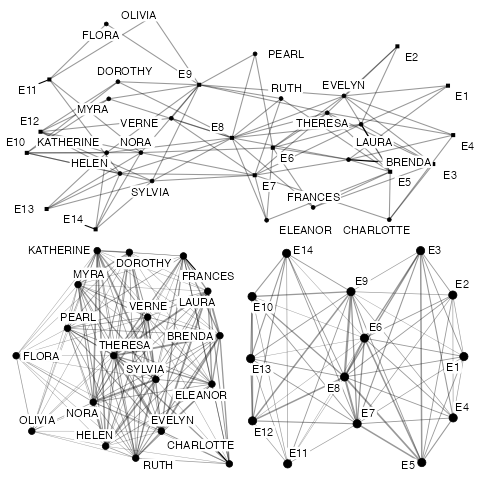 OLIVIA
FLORA
PEARL
E2
DOROTHY
E9
E11
RUTH
EVELYN
E1
MYRA
E12
VERNE
E8
THERESA
E10
KATHERINE
NORA
LAURA
E4
HELEN
E6
BRENDA
E7
E5
E3
SYLVIA
FRANCES
E13
E14
ELEANOR
CHARLOTTE
KATHERINE
DOROTHY
MYRA
FRANCES
LAURA
VERNE
PEARL
BRENDA
THERESA
FLORA
SYLVIA
ELEANOR
NORA
OLIVIA
EVELYN
HELEN
CHARLOTTE
RUTH
E14
E3
E9
E2
E10
E6
E13
E1
E8
E7
E4
E12
E11
E5